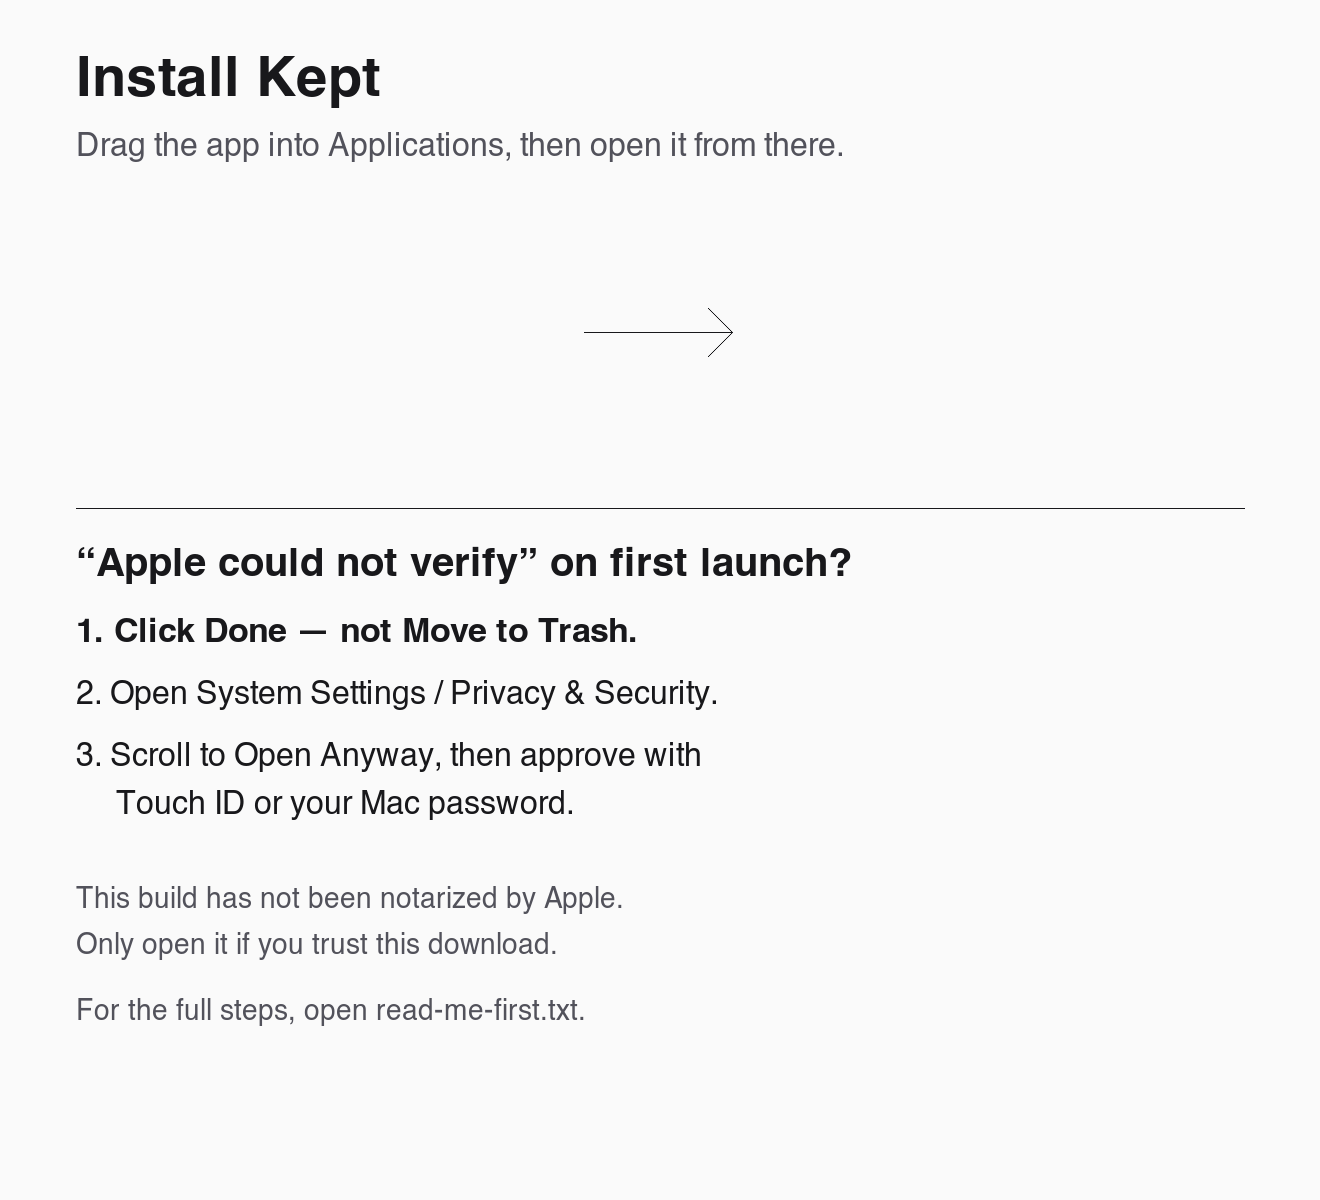 Install Kept
Drag the app into Applications, then open it from there.
“Apple could not verify” on first launch?
1. Click Done — not Move to Trash.
2. Open System Settings / Privacy & Security.
3. Scroll to Open Anyway, then approve with
Touch ID or your Mac password.
This build has not been notarized by Apple.
Only open it if you trust this download.
For the full steps, open read-me-first.txt.